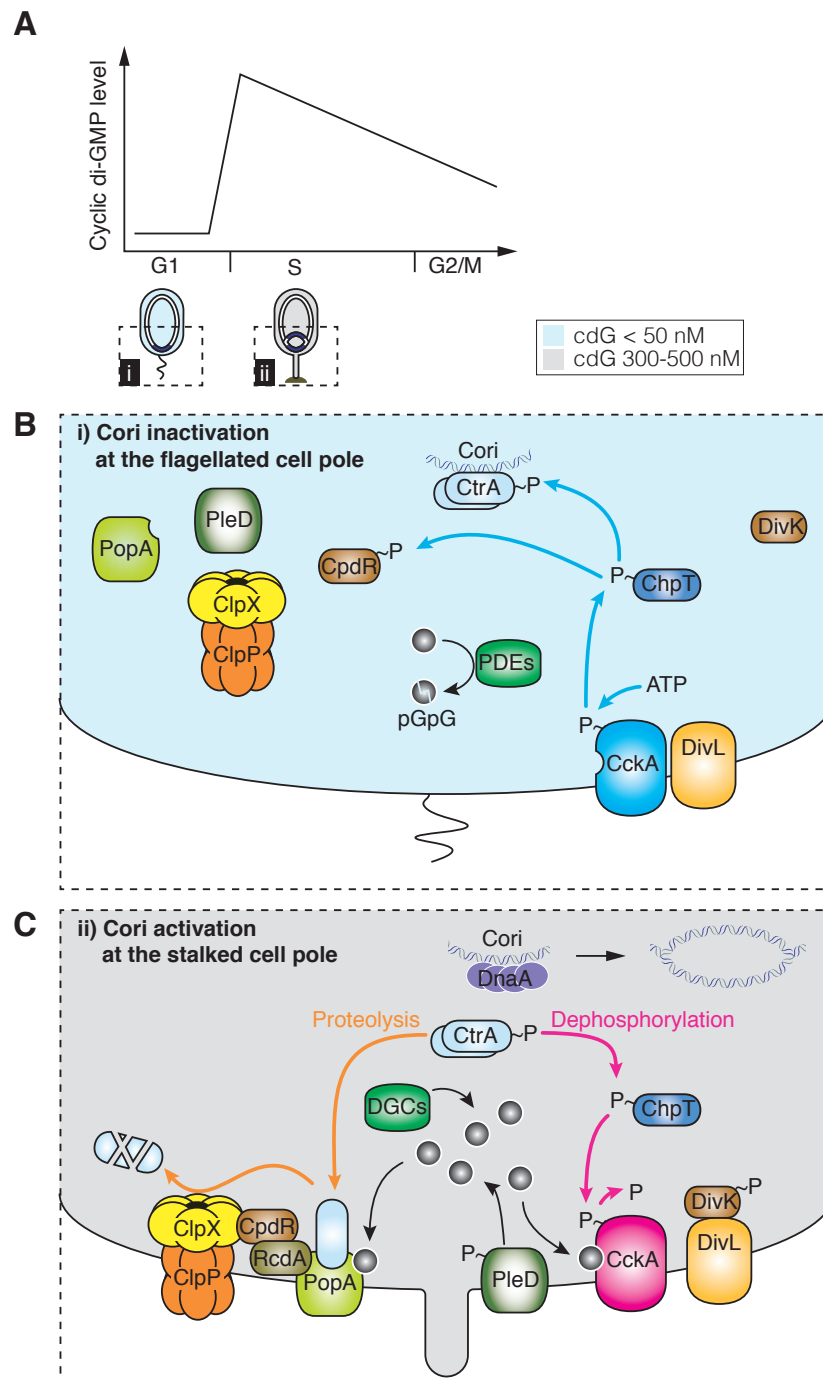 A
Cyclic di-GMP level
G1
S
G2/M
i
ii
cdG < 50 nM
cdG 300-500 nM
B
i) Cori inactivation
at the flagellated cell pole
Cori
CtrA
~P
PleD
PopA
DivK
CpdR
~P
P~
ChpT
ClpX
ClpP
PDEs
pGpG
ATP
P~
CckA
DivL
C
ii) Cori activation
at the stalked cell pole
Cori
DnaA
Proteolysis
CtrA
~P
Dephosphorylation
DGCs
P~
ChpT
P
DivK
~P
ClpX
CpdR
P~
RcdA
ClpP
PopA
P~
PleD
CckA
DivL